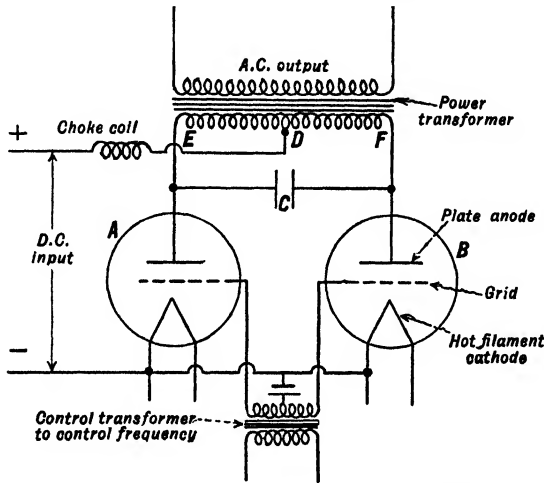 A.C. output
Power
transformer
+
Choke coil
E
D
F
C
A
B
Plate anode
D.C.
input
Grid
Hot filament
cathode
−
Control transformer
to control frequency